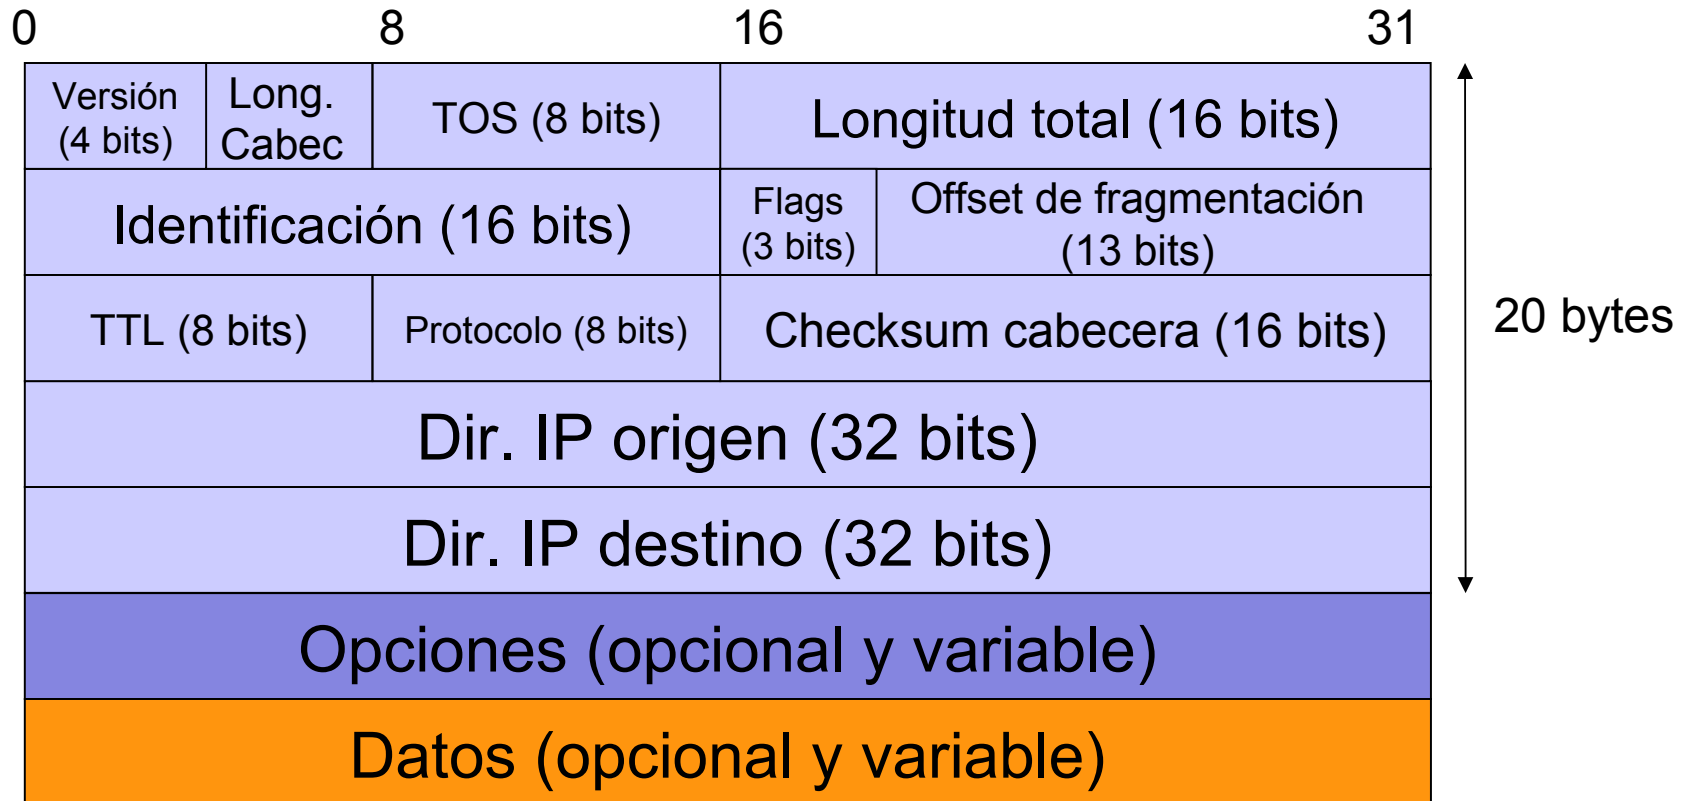 0 8 16 31
Versión
(4 bits)
Long.
Cabec
TOS (8 bits)
Longitud total (16 bits)
Identificación (16 bits)
Flags
(3 bits)
Offset de fragmentación
(13 bits)
TTL (8 bits)
Protocolo (8 bits)
Checksum cabecera (16 bits)
20 bytes
Dir. IP origen (32 bits)
Dir. IP destino (32 bits)
Opciones (opcional y variable)
Datos (opcional y variable)